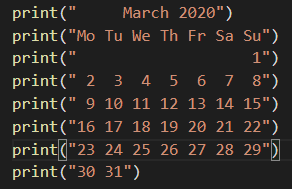 print("     March 2020")
print("Mo Tu We Th Fr Sa Su")
print("                   1")
print(" 2  3  4  5  6  7  8")
print(" 9 10 11 12 13 14 15")
print("16 17 18 19 20 21 22")
print("23 24 25 26 27 28 29")
print("30 31")